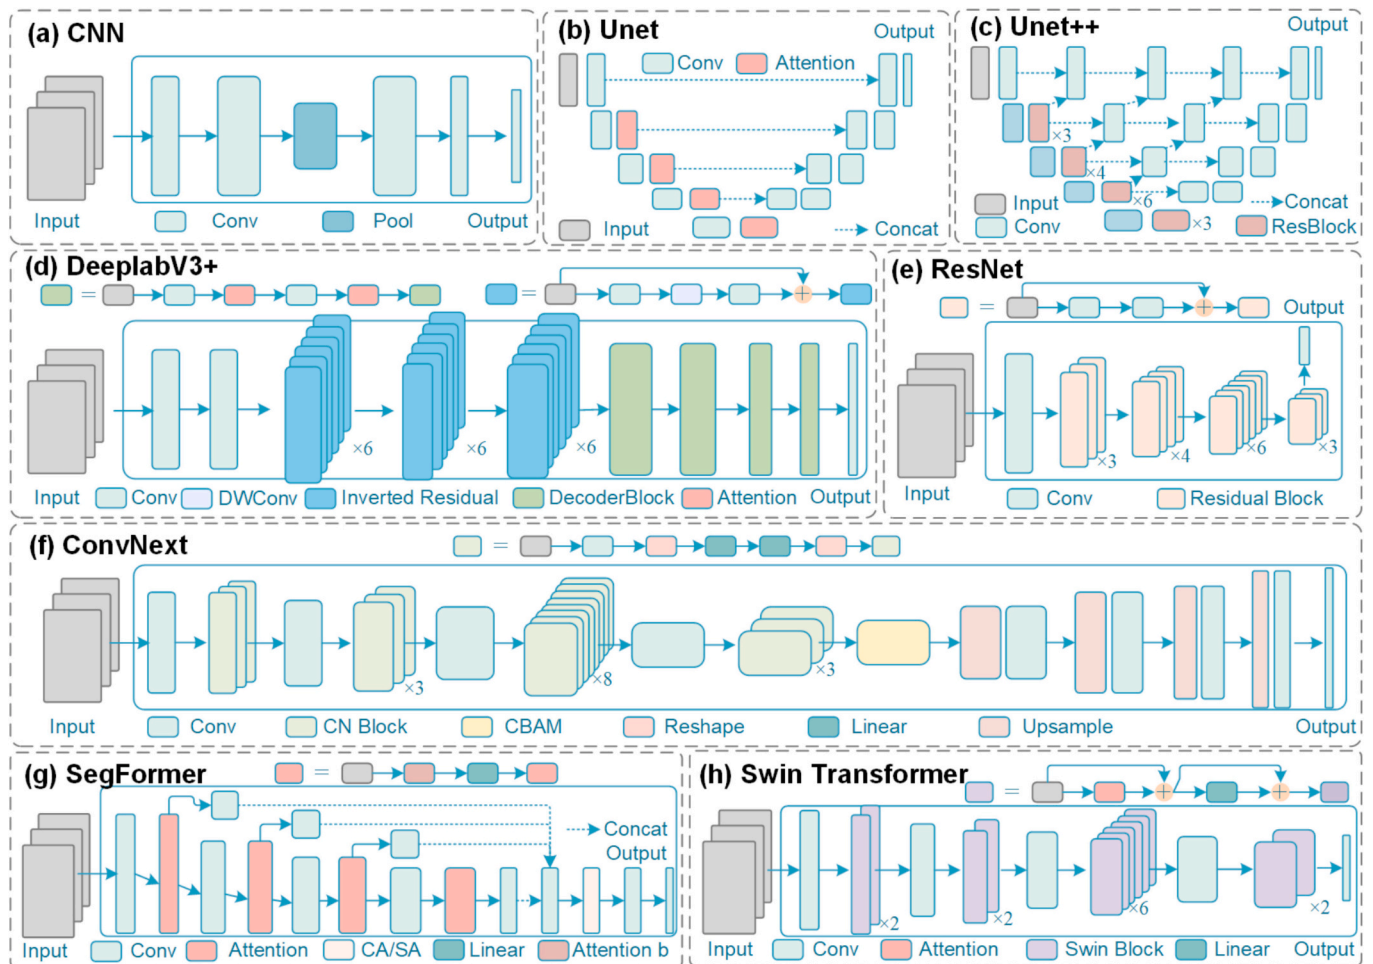 (a) CNN
Input
Conv
Pool
Output
(b) Unet
Output
Conv
Attention
Input
Concat
(c) Unet++
Output
×3
×4
×6
Input
Concat
Conv
×3
ResBlock
(d) DeeplabV3+
=
=
+
×6
×6
×6
Input
Conv
DWConv
Inverted Residual
DecoderBlock
Attention
Output
(e) ResNet
=
+
Output
×3
×4
×6
×3
Input
Conv
Residual Block
(f) ConvNext
=
×3
×8
×3
Input
Conv
CN Block
CBAM
Reshape
Linear
Upsample
Output
(g) SegFormer
=
Concat
Output
Input
Conv
Attention
CA/SA
Linear
Attention b
(h) Swin Transformer
=
+
+
×2
×2
×6
×2
Input
Conv
Attention
Swin Block
Linear
Output